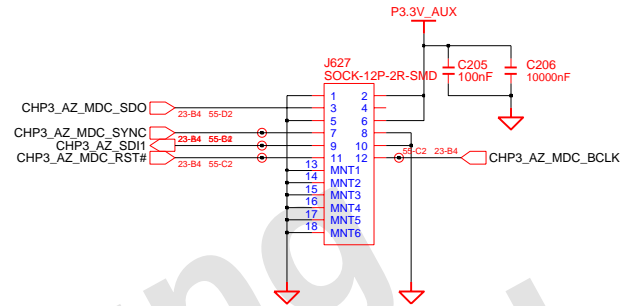 P3.3V_AUX
J627
SOCK-12P-2R-SMD
C205
100nF
C206
10000nF
1 2
CHP3_AZ_MDC_SDO 23-B4 55-D2 3 4
5 6
CHP3_AZ_MDC_SYNC 7 8
CHP3_AZ_SDI1 23-B4 9 10
CHP3_AZ_MDC_RST# 23-B4 55-C2 11 12 55-C2 23-B4 CHP3_AZ_MDC_BCLK
13 MNT1
14 MNT2
15 MNT3
16 MNT4
17 MNT5
18 MNT6